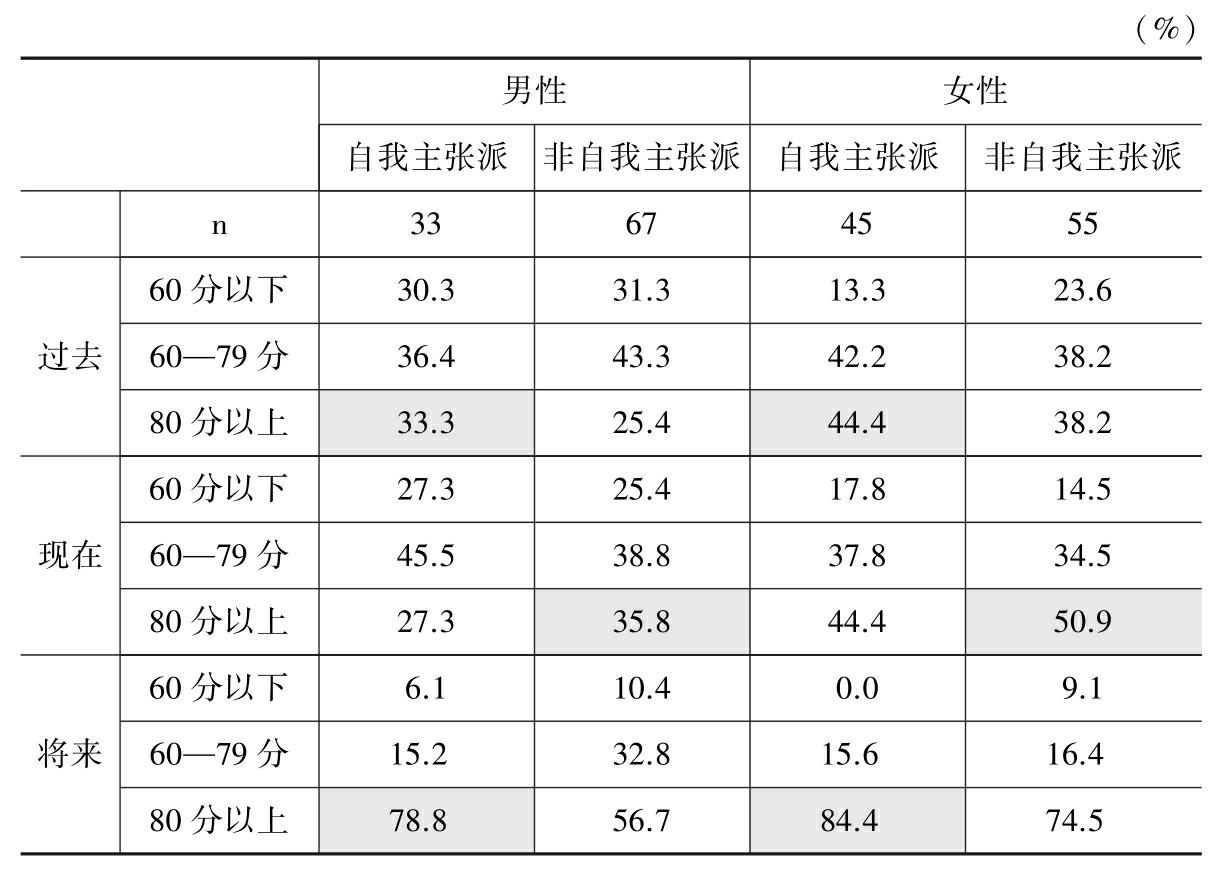 (%)
男性 女性
自我主张派 非自我主张派 自我主张派 非自我主张派
n 33 67 45 55
60分以下 30.3 31.3 13.3 23.6
过去 60—79分 36.4 43.3 42.2 38.2
80分以上 33.3 25.4 44.4 38.2
60分以下 27.3 25.4 17.8 14.5
现在 60—79分 45.5 38.8 37.8 34.5
80分以上 27.3 35.8 44.4 50.9
60分以下 6.1 10.4 0.0 9.1
将来 60—79分 15.2 32.8 15.6 16.4
80分以上 78.8 56.7 84.4 74.5